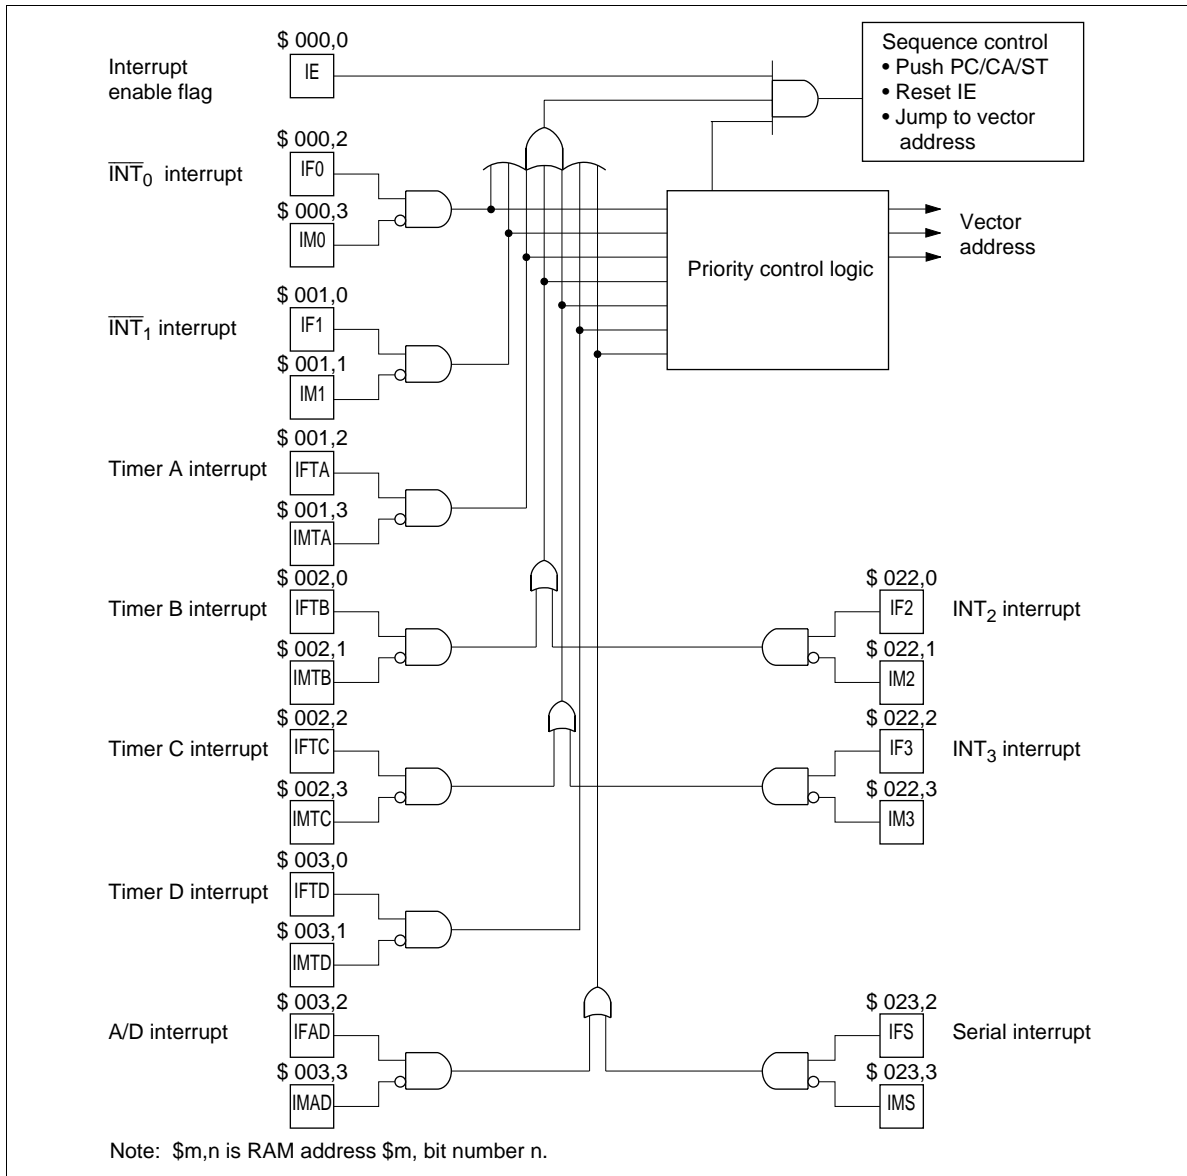 $ 000,0
Interrupt
enable flag
IE
Sequence control
• Push PC/CA/ST
• Reset IE
• Jump to vector
address
$ 000,2
INT0 interrupt
IF0
$ 000,3
IM0
Priority control logic
Vector
address
$ 001,0
INT1 interrupt
IF1
$ 001,1
IM1
$ 001,2
Timer A interrupt
IFTA
$ 001,3
IMTA
$ 002,0
Timer B interrupt
IFTB
$ 002,1
IMTB
$ 022,0
IF2
INT2 interrupt
$ 022,1
IM2
$ 002,2
Timer C interrupt
IFTC
$ 002,3
IMTC
$ 022,2
IF3
INT3 interrupt
$ 022,3
IM3
$ 003,0
Timer D interrupt
IFTD
$ 003,1
IMTD
$ 003,2
A/D interrupt
IFAD
$ 003,3
IMAD
$ 023,2
IFS
Serial interrupt
$ 023,3
IMS
Note: $m,n is RAM address $m, bit number n.